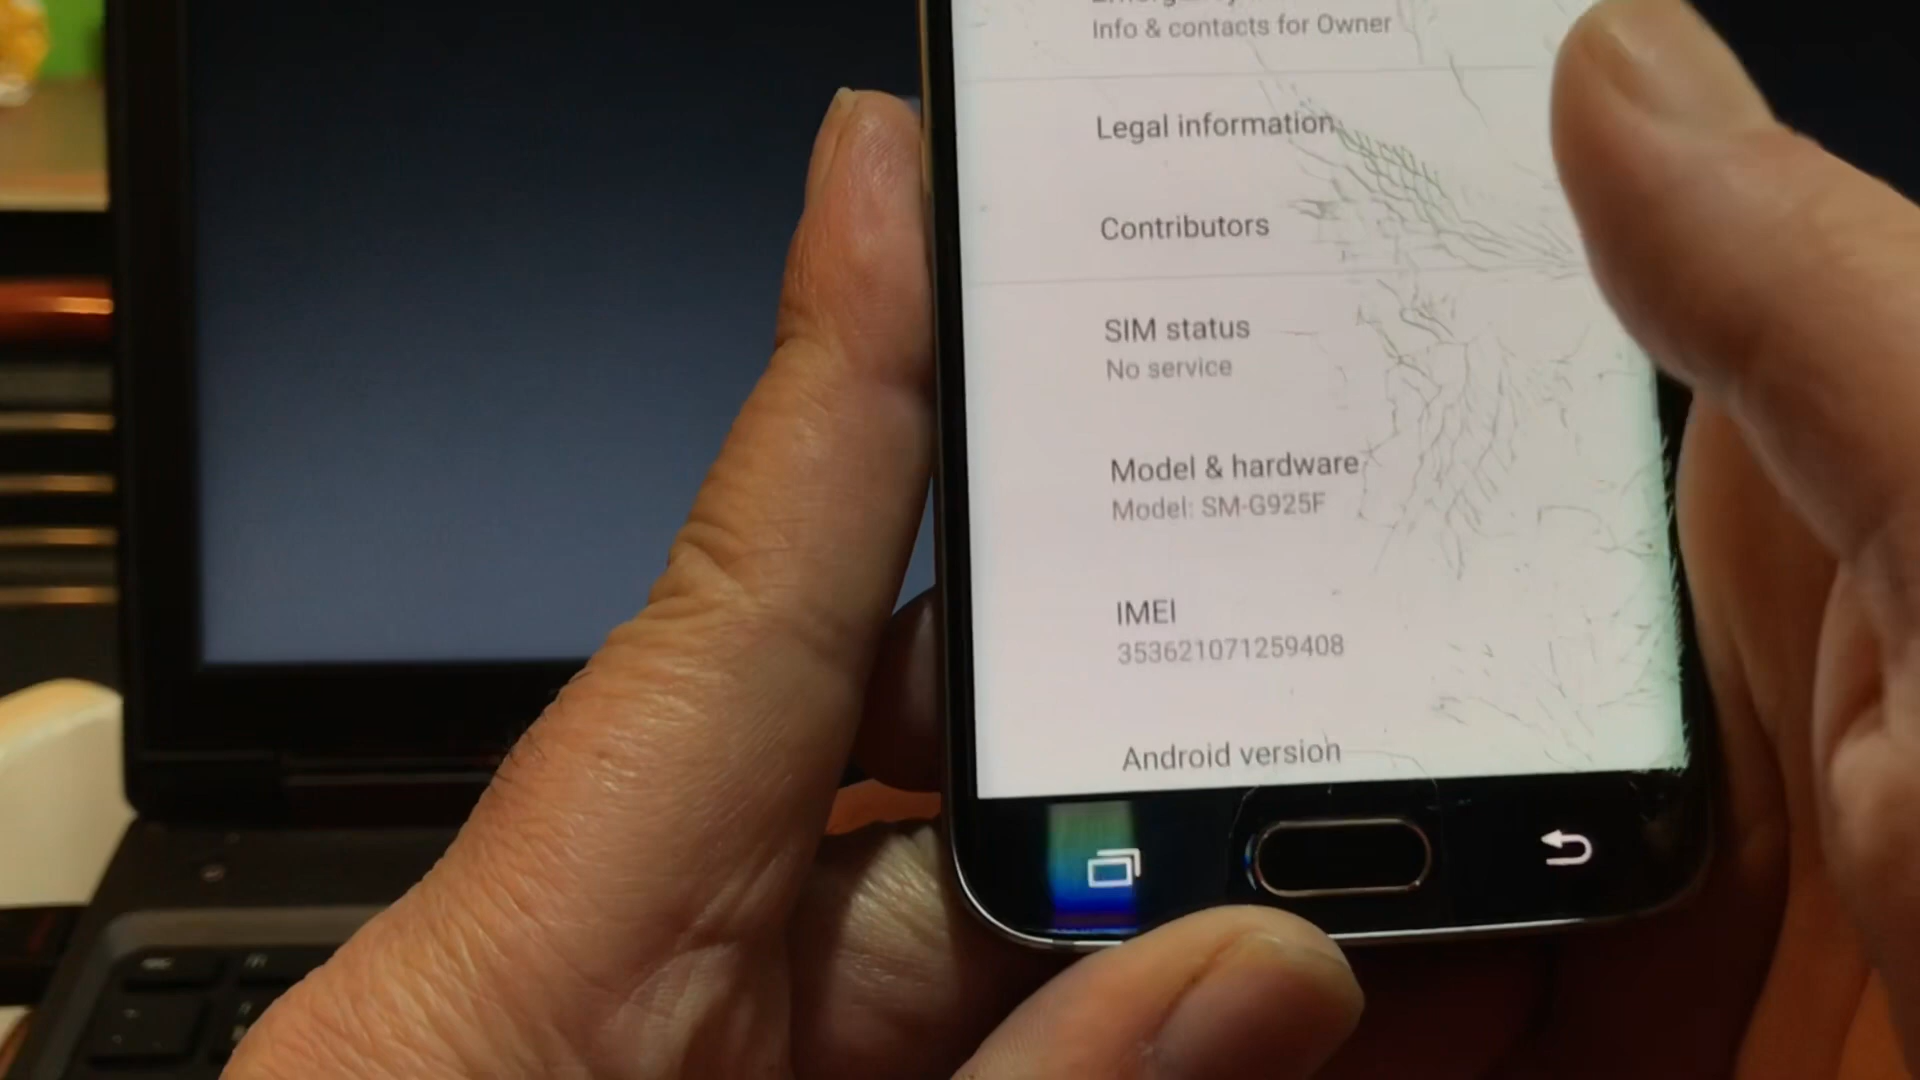 Info & contacts for Owner
Legal information
Contributors
SIM status
No service
Model & hardware
Model: SM-G925F
IMEI
353621071259408
Android version